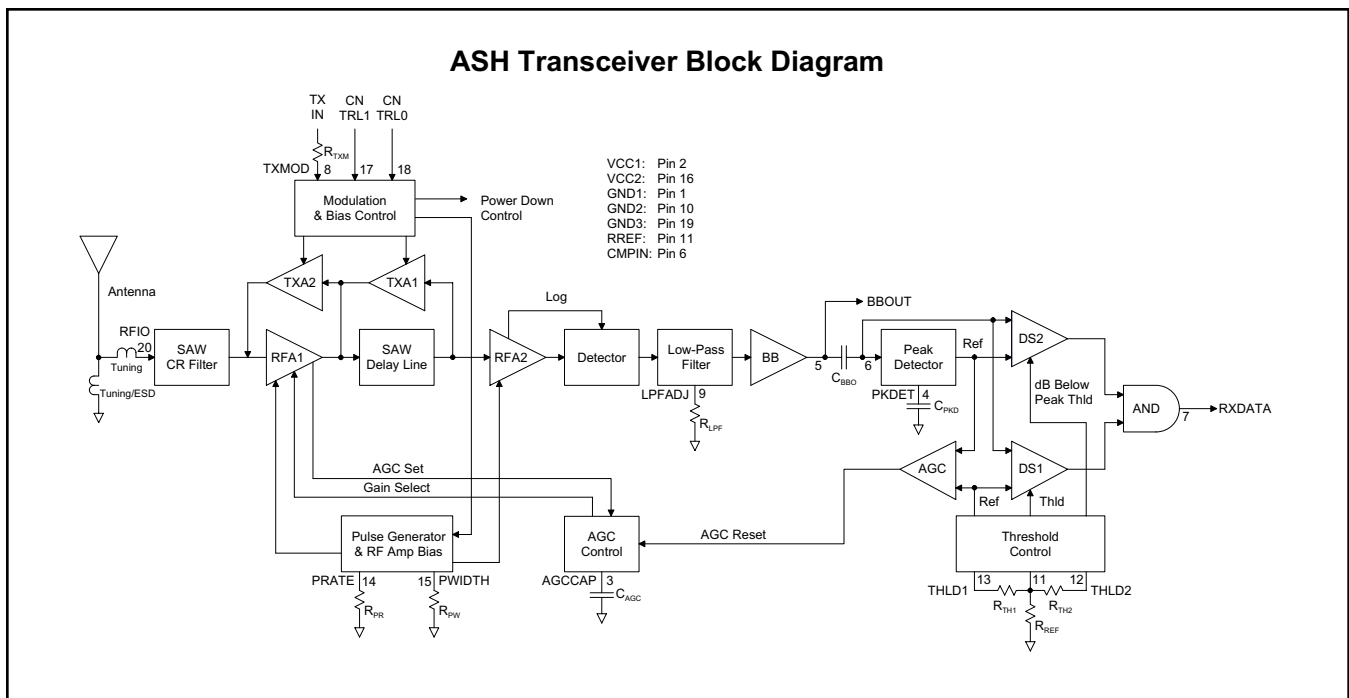 ASH Transceiver Block Diagram
TX
IN
CN
TRL1
CN
TRL0
RTXM
TXMOD
8
17
18
Modulation
& Bias Control
Power Down
Control
VCC1: Pin 2
VCC2: Pin 16
GND1: Pin 1
GND2: Pin 10
GND3: Pin 19
RREF: Pin 11
CMPIN: Pin 6
Antenna
TXA2
TXA1
Log
BBOUT
RFIO
20
Tuning
Tuning/ESD
SAW
CR Filter
RFA1
SAW
Delay Line
RFA2
Detector
Low-Pass
Filter
BB
5
CBBO
6
Peak
Detector
Ref
DS2
LPFADJ
9
RLPF
PKDET
4
CPKD
dB Below
Peak Thld
AND
7
RXDATA
AGC Set
Gain Select
AGC
DS1
Ref
Thld
Pulse Generator
& RF Amp Bias
AGC
Control
AGC Reset
Threshold
Control
PRATE
14
15
PWIDTH
AGCCAP
3
CAGC
THLD1
13
11
12
THLD2
RPR
RPW
RTH1
RTH2
RREF